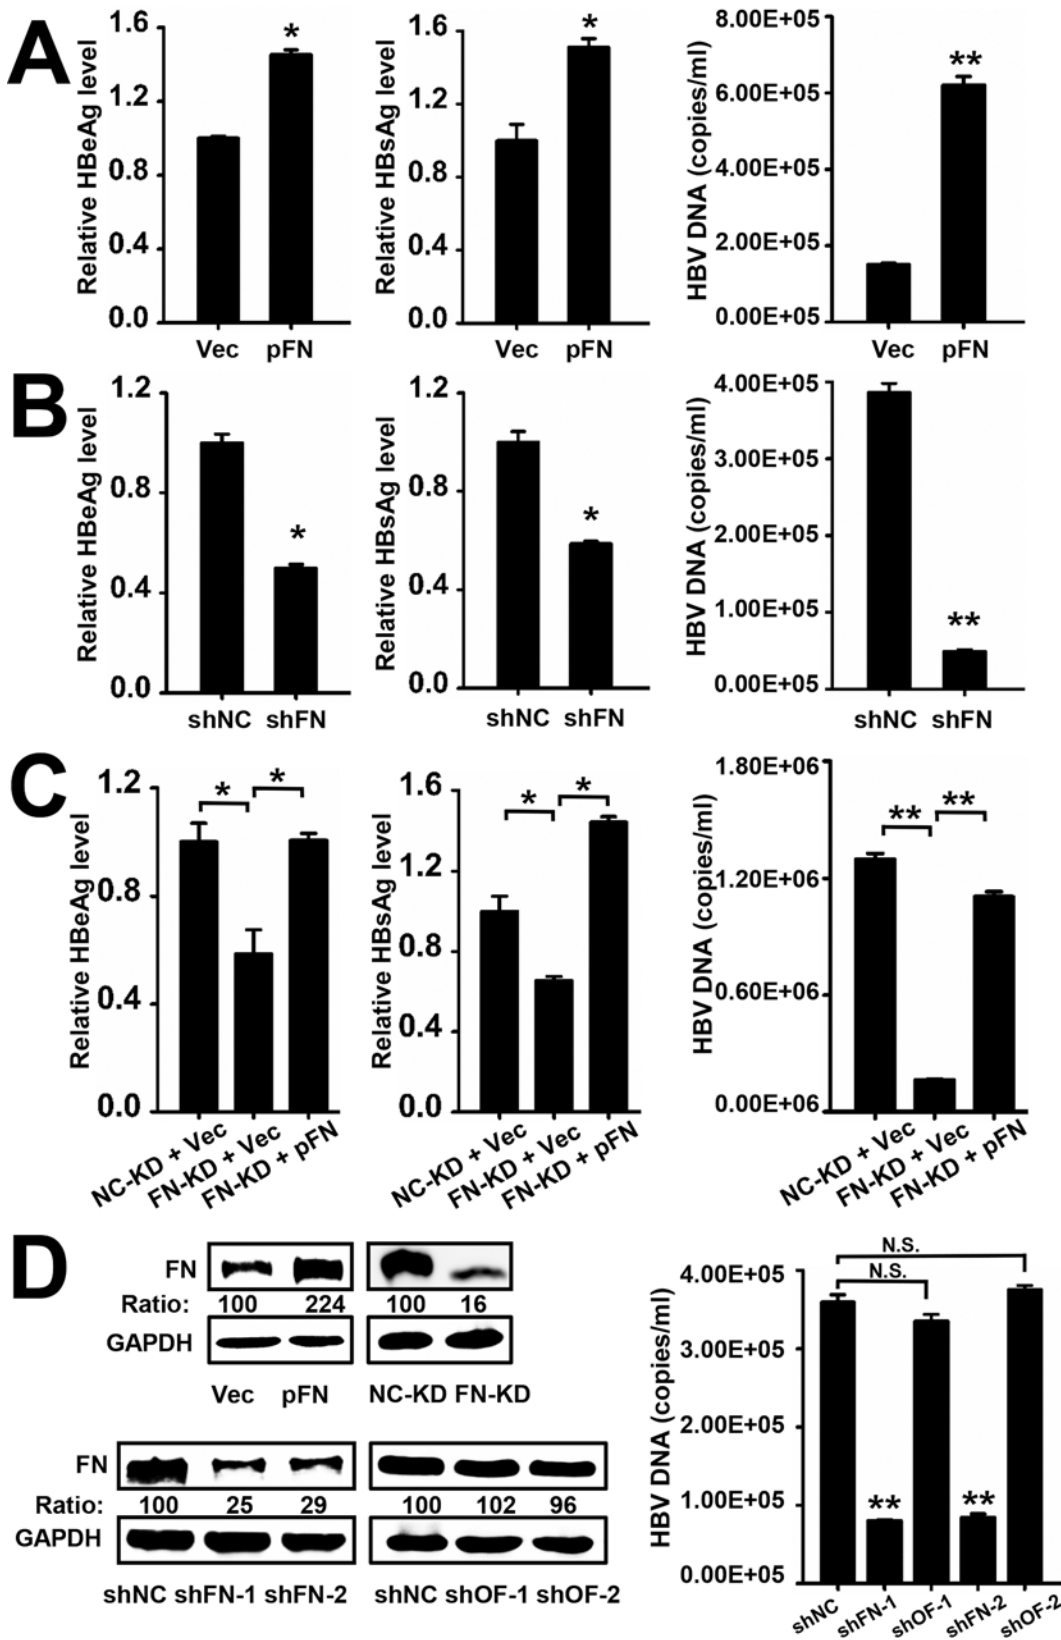 A
Relative HBeAg level
1.6
1.2
0.8
0.4
0.0
*
Vec pFN
Relative HBsAg level
1.6
1.2
0.8
0.4
0.0
*
Vec pFN
HBV DNA (copies/ml)
8.00E+05
6.00E+05
4.00E+05
2.00E+05
0.00E+05
**
Vec pFN
B
Relative HBeAg level
1.2
0.8
0.4
0.0
*
shNC shFN
Relative HBsAg level
1.2
0.8
0.4
0.0
*
shNC shFN
HBV DNA (copies/ml)
4.00E+05
3.00E+05
2.00E+05
1.00E+05
0.00E+05
**
shNC shFN
C
Relative HBeAg level
1.2
0.8
0.4
0.0
* *
NC-KD + Vec
FN-KD + Vec
FN-KD + pFN
Relative HBsAg level
1.6
1.2
0.8
0.4
0.0
* *
NC-KD + Vec
FN-KD + Vec
FN-KD + pFN
HBV DNA (copies/ml)
1.80E+06
1.20E+06
0.60E+06
0.00E+06
** **
NC-KD + Vec
FN-KD + Vec
FN-KD + pFN
D
FN
Ratio: 100 224 100 16
GAPDH
Vec pFN NC-KD FN-KD
FN
Ratio: 100 25 29 100 102 96
GAPDH
shNC shFN-1 shFN-2 shNC shOF-1 shOF-2
HBV DNA (copies/ml)
4.00E+05
3.00E+05
2.00E+05
1.00E+05
0.00E+05
N.S.
N.S.
** **
shNC
shFN-1
shOF-1
shFN-2
shOF-2